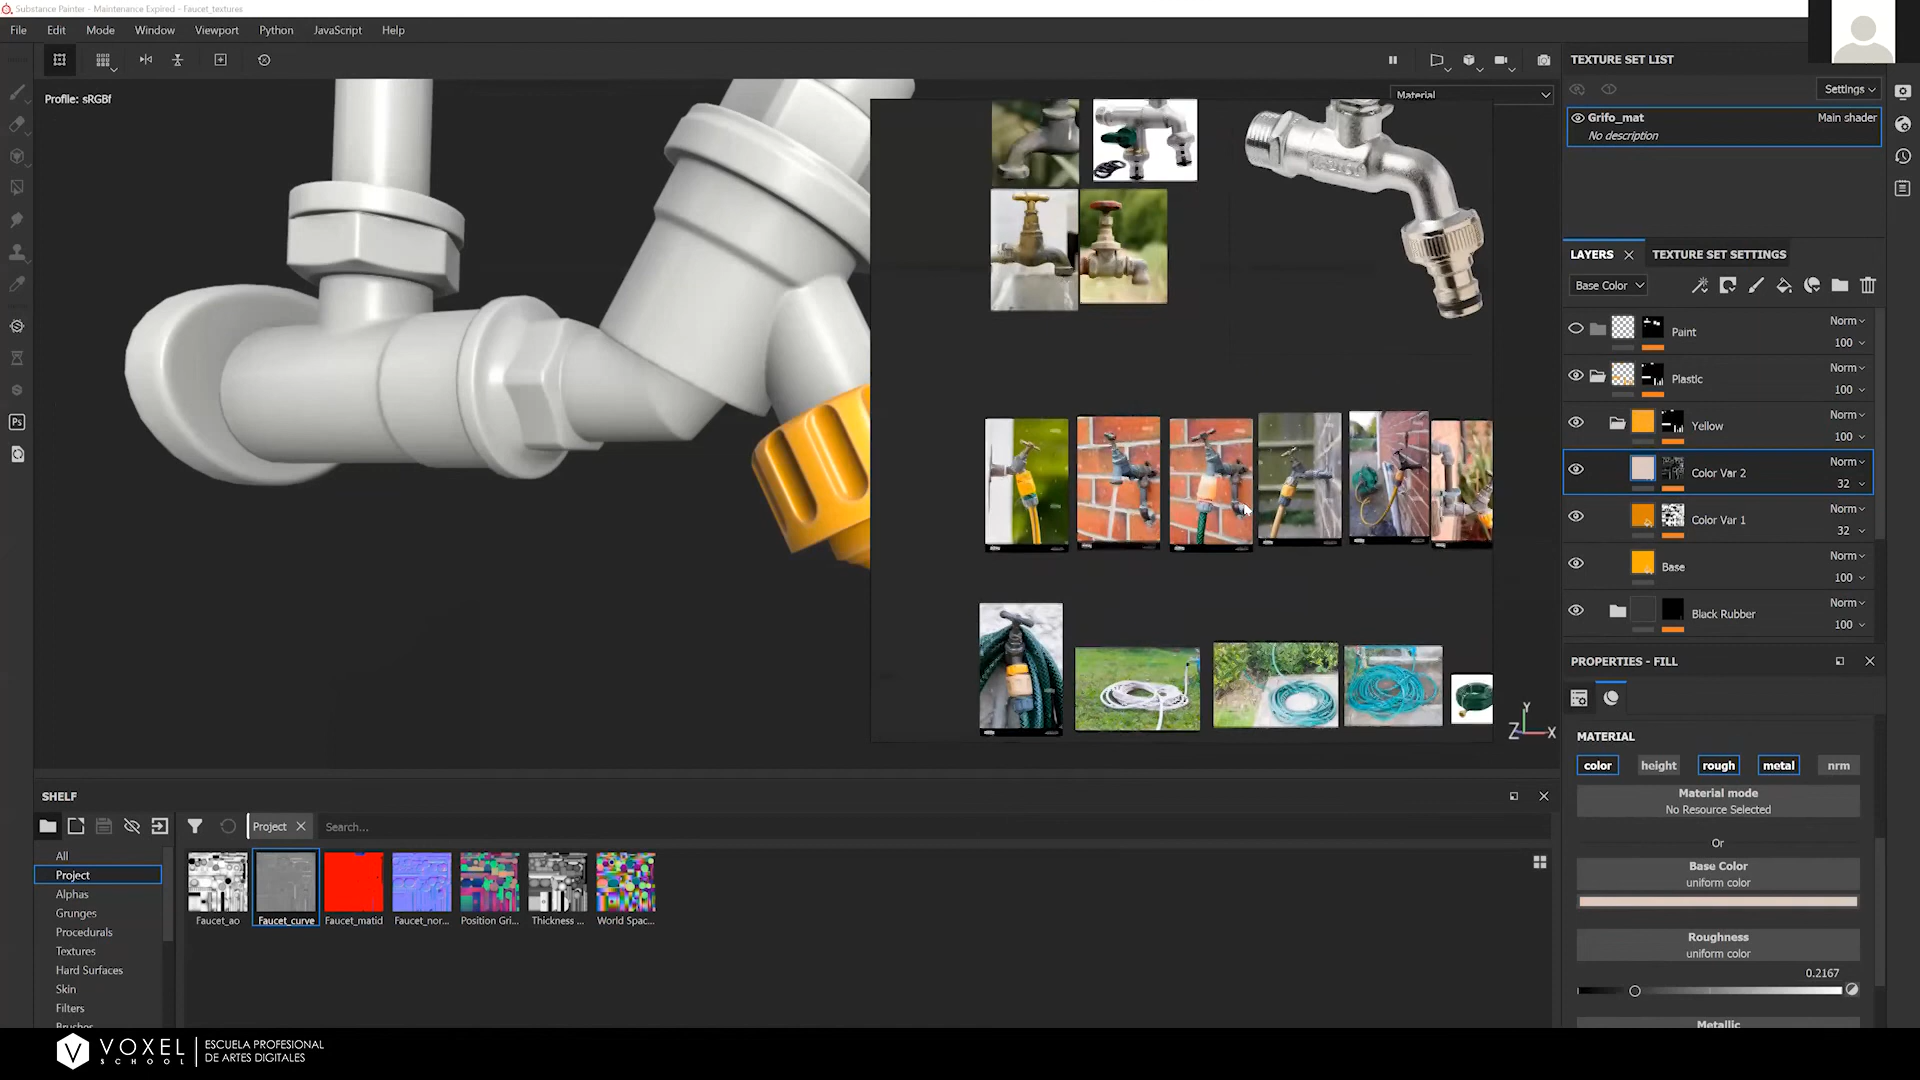 Substance Painter - Maintenance Expired - Faucet_textures
File Edit Mode Window Viewport Python JavaScript Help
Profile: sRGBf
Material
TEXTURE SET LIST
Settings
Grifo_mat Main shader
No description
LAYERS TEXTURE SET SETTINGS
Base Color
Paint Norm 100
Plastic Norm 100
Yellow Norm 100
Color Var 2 Norm 32
Color Var 1 Norm 32
Base Norm 100
Black Rubber Norm 100
PROPERTIES - FILL
MATERIAL
color height rough metal nrm
Material mode
No Resource Selected
Or
Base Color
uniform color
Roughness
uniform color
0.2167
Metallic
Y
Z X
Ps
SHELF
Project
Search...
All
Project
Alphas
Grunges
Procedurals
Textures
Hard Surfaces
Skin
Filters
Brushes
Faucet_ao Faucet_curve Faucet_matid Faucet_nor... Position Gri... Thickness ... World Spac...
VOXEL
SCHOOL
ESCUELA PROFESIONAL
DE ARTES DIGITALES